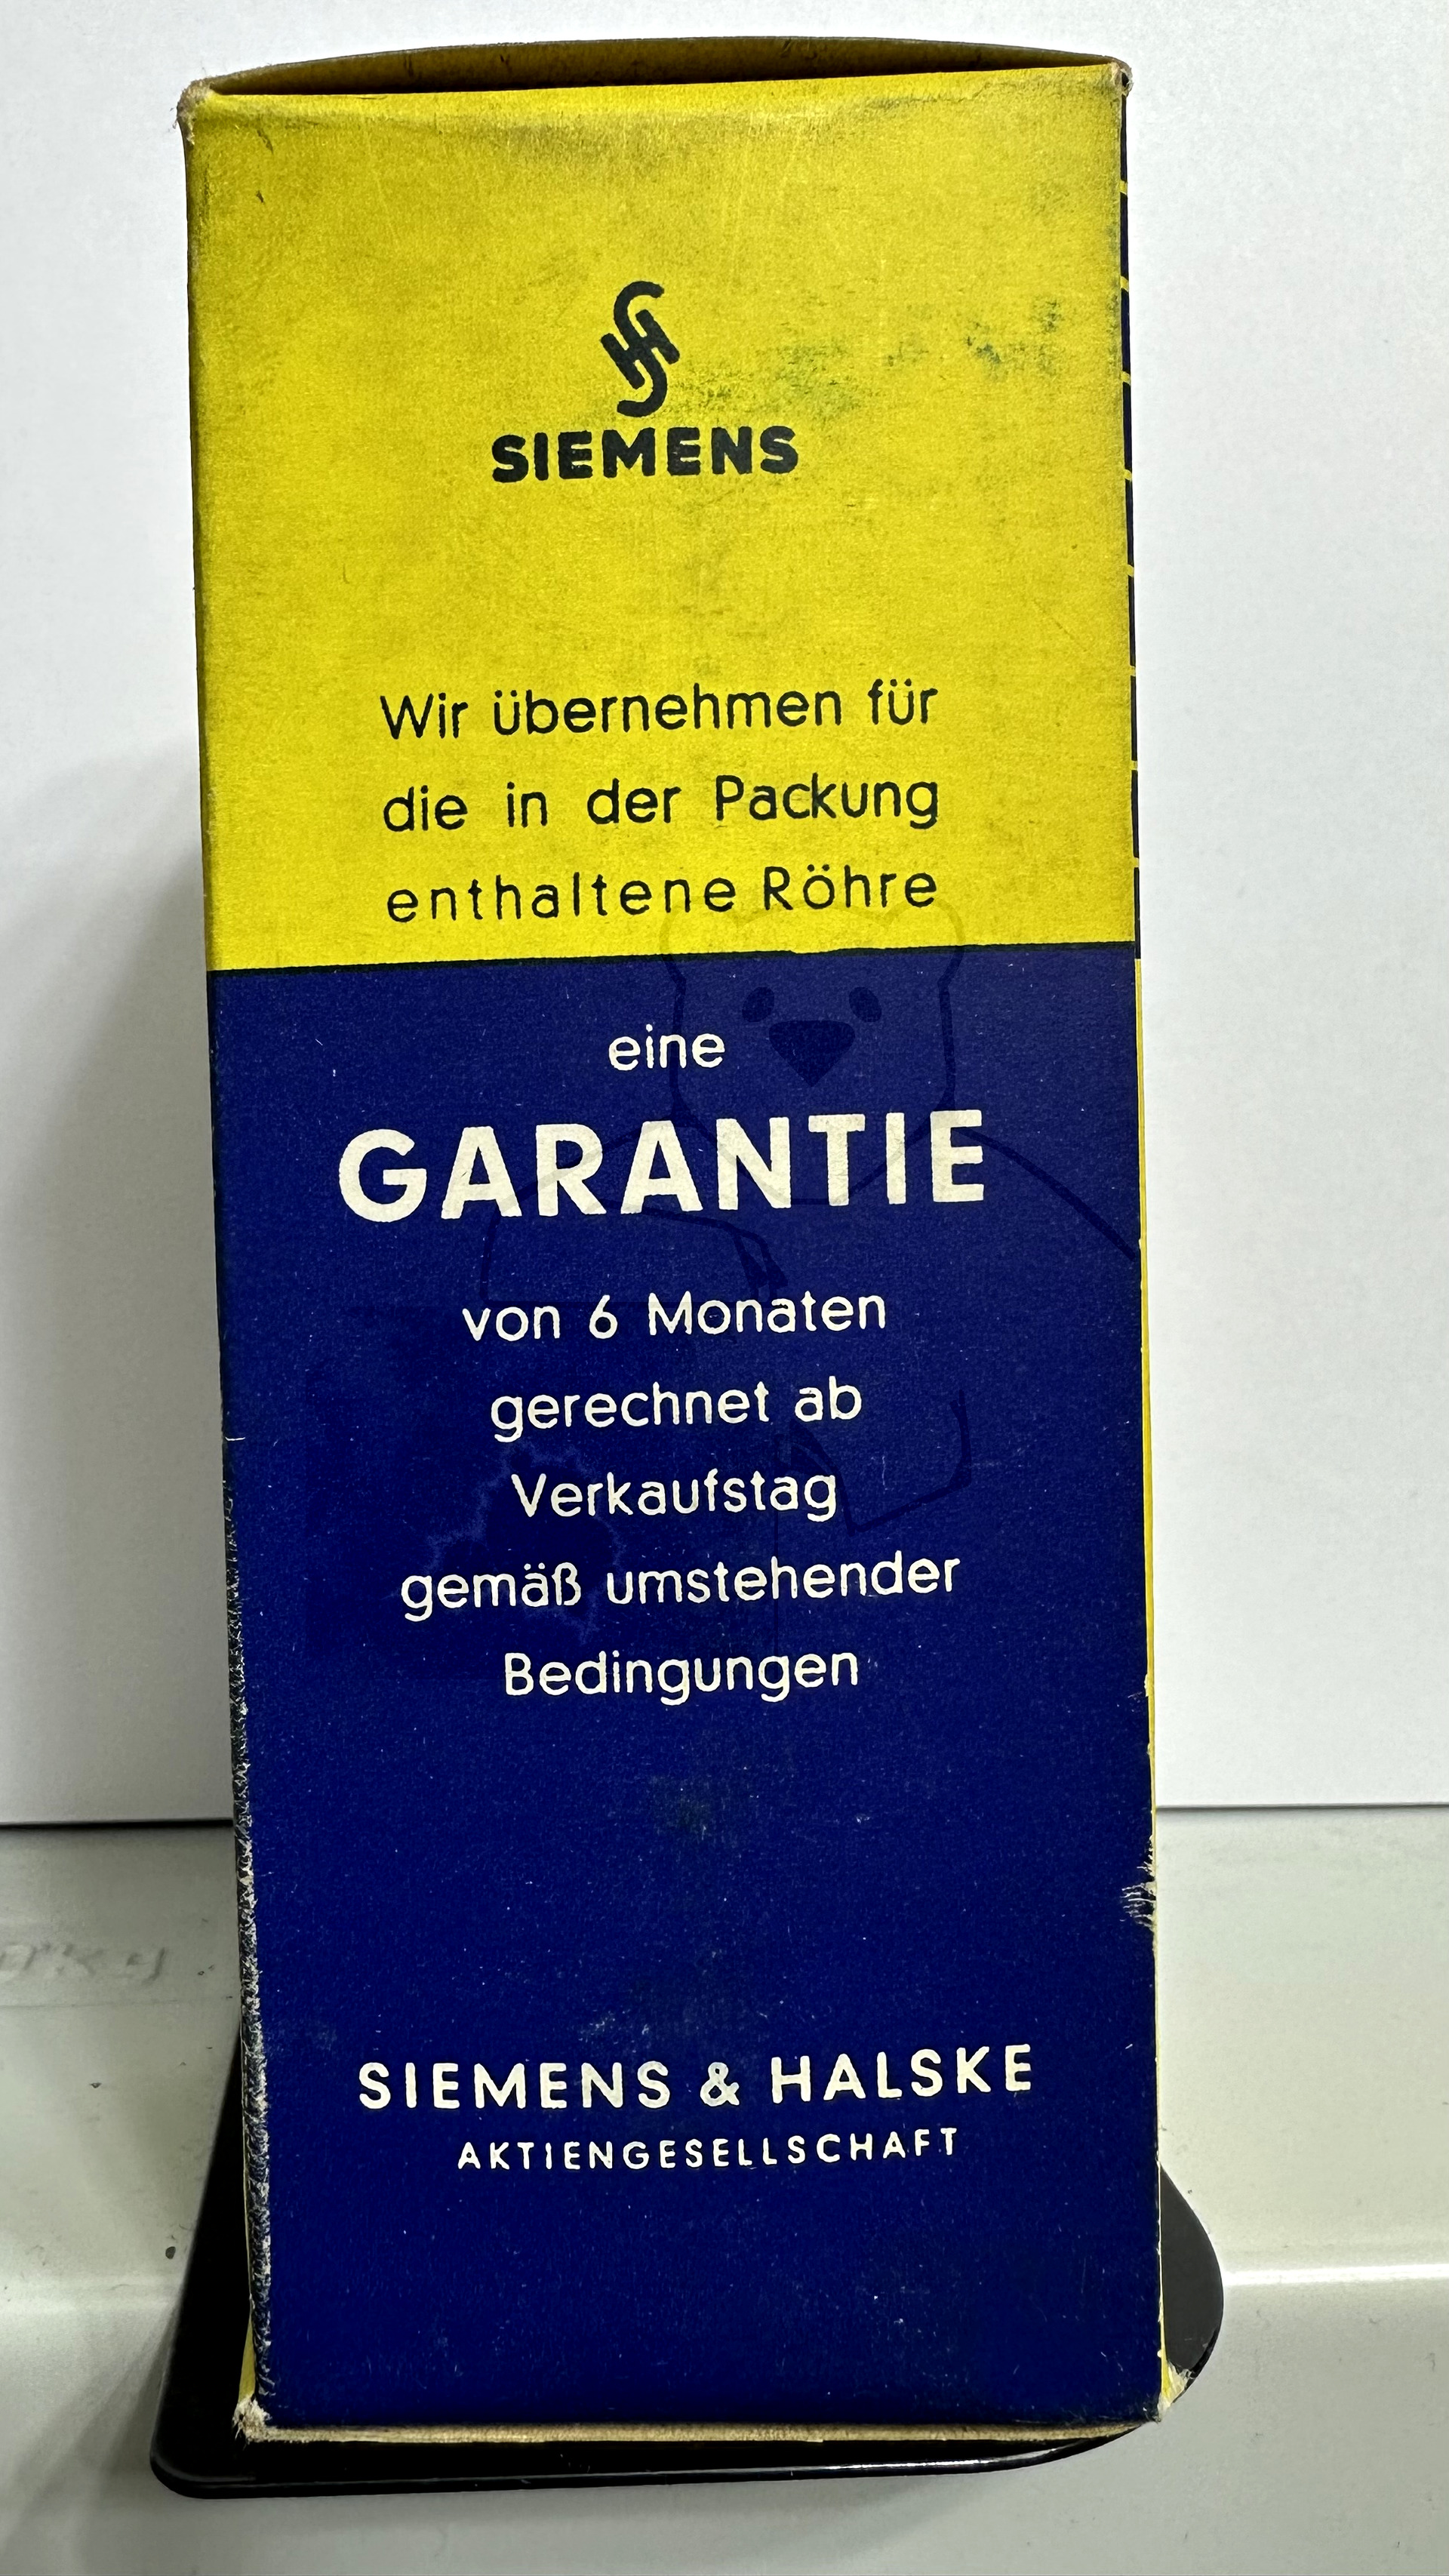 SIEMENS
Wir übernehmen für
die in der Packung
enthaltene Röhre
eine
GARANTIE
von 6 Monaten
gerechnet ab
Verkaufstag
gemäß umstehender
Bedingungen
SIEMENS & HALSKE
AKTIENGESELLSCHAFT